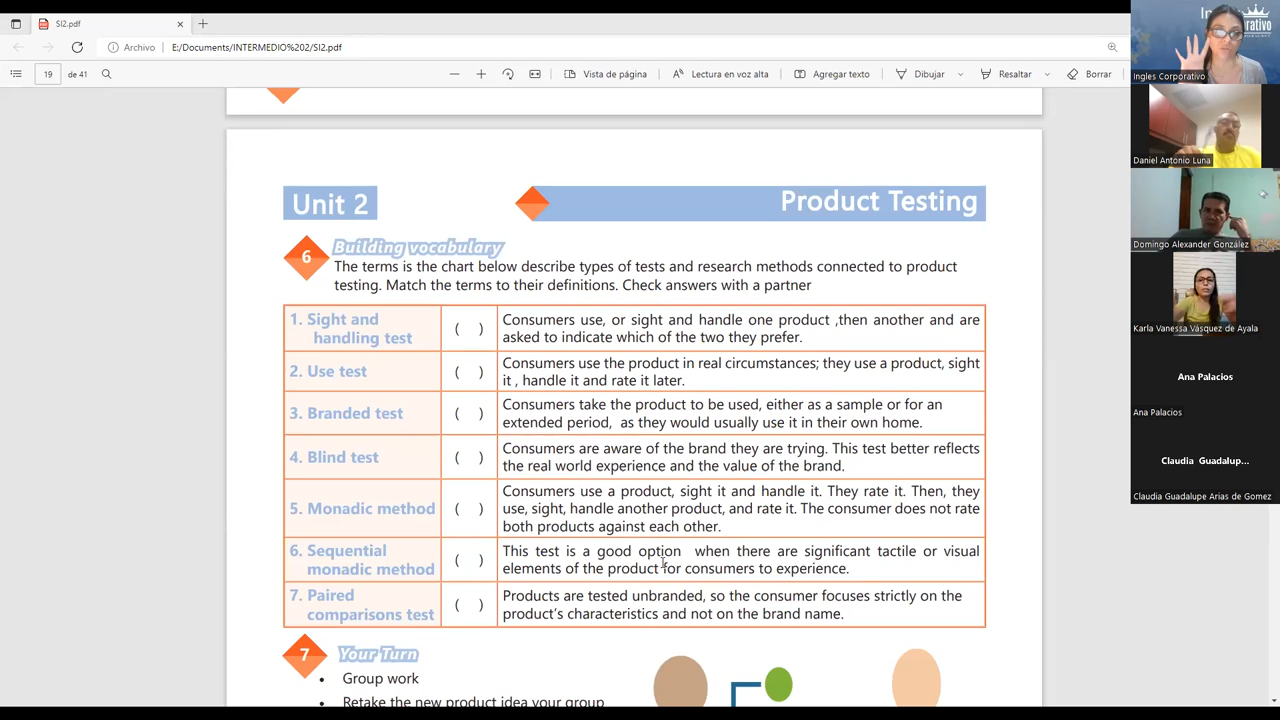 SI2.pdf
Archivo
E:/Documents/INTERMEDIO%202/SI2.pdf
19
de 41
Vista de página
Lectura en voz alta
Agregar texto
Dibujar
Resaltar
Borrar
Unit 2
Product Testing
6
Building vocabulary
The terms is the chart below describe types of tests and research methods connected to product
testing. Match the terms to their definitions. Check answers with a partner
1. Sight and
handling test
( )
Consumers use, or sight and handle one product ,then another and are
asked to indicate which of the two they prefer.
2. Use test
( )
Consumers use the product in real circumstances; they use a product, sight
it , handle it and rate it later.
3. Branded test
( )
Consumers take the product to be used, either as a sample or for an
extended period, as they would usually use it in their own home.
4. Blind test
( )
Consumers are aware of the brand they are trying. This test better reflects
the real world experience and the value of the brand.
5. Monadic method
( )
Consumers use a product, sight it and handle it. They rate it. Then, they
use, sight, handle another product, and rate it. The consumer does not rate
both products against each other.
6. Sequential
monadic method
( )
This test is a good option when there are significant tactile or visual
elements of the product for consumers to experience.
7. Paired
comparisons test
( )
Products are tested unbranded, so the consumer focuses strictly on the
product's characteristics and not on the brand name.
7
Your Turn
• Group work
• Retake the new product idea your group
Ingles Corporativo
Daniel Antonio Luna
Domingo Alexander González
Karla Vanessa Vásquez de Ayala
Ana Palacios
Ana Palacios
Claudia Guadalup...
Claudia Guadalupe Arias de Gomez